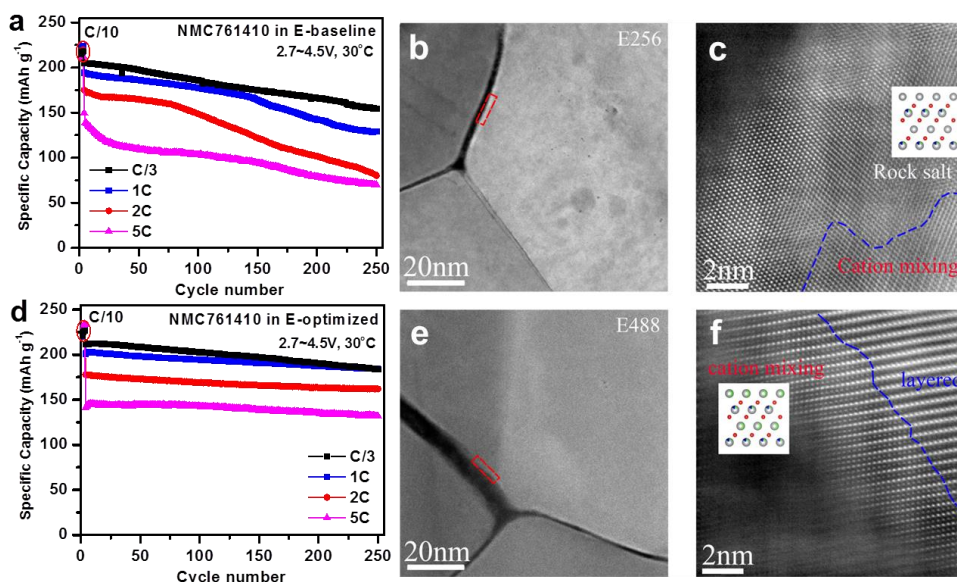 a
C/10
NMC761410 in E-baseline
2.7~4.5V, 30°C
Specific Capacity (mAh g⁻¹)
250
200
150
100
50
0
C/3
1C
2C
5C
0 50 100 150 200 250
Cycle number
b
E256
20nm
c
Rock salt
Cation mixing
2nm
d
C/10
NMC761410 in E-optimized
2.7~4.5V, 30°C
Specific Capacity (mAh g⁻¹)
250
200
150
100
50
0
C/3
1C
2C
5C
0 50 100 150 200 250
Cycle number
e
E488
20nm
f
cation mixing
layered
2nm